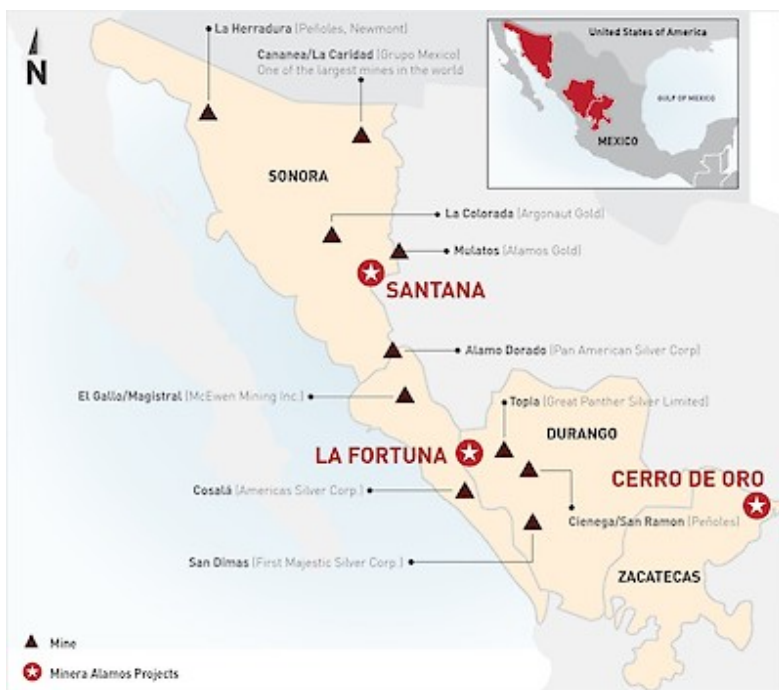 La Herradura (Peñoles, Newmont)
Cananea/La Caridad (Grupo Mexico)
One of the largest mines in the world
N
United States of America
GULF OF MEXICO
MEXICO
SONORA
La Colorada (Argonaut Gold)
Mulatos (Alamos Gold)
SANTANA
Alamo Dorado (Pan American Silver Corp)
El Gallo/Magistral (McEwen Mining Inc.)
Topia (Great Panther Silver Limited)
DURANGO
LA FORTUNA
CERRO DE ORO
Cosalá (Americas Silver Corp.)
Cienega/San Ramon (Peñoles)
San Dimas (First Majestic Silver Corp.)
ZACATECAS
Mine
Minera Alamos Projects